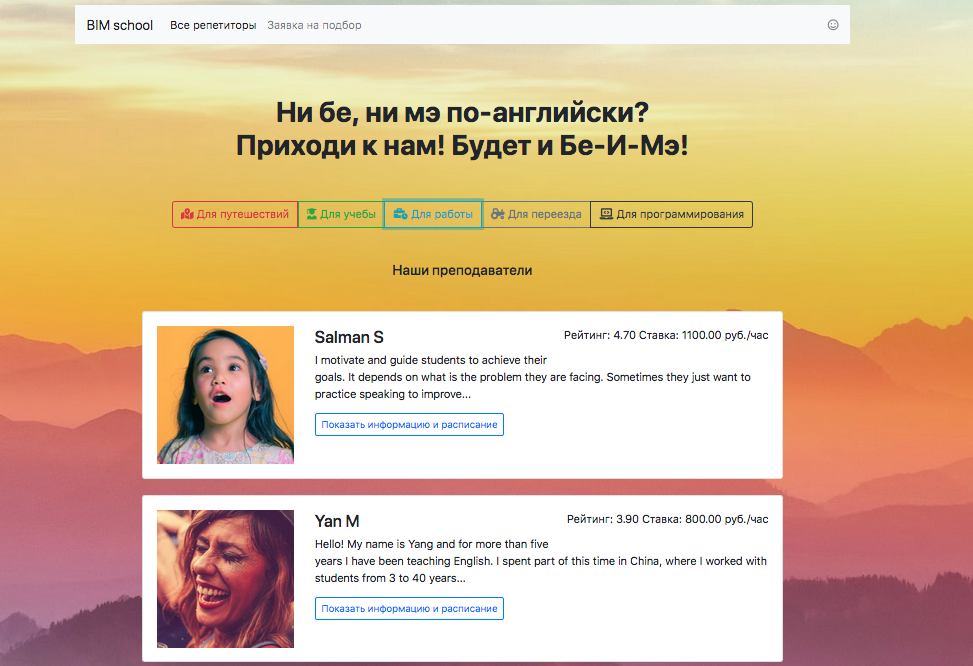 BIM school Все репетиторы Заявка на подбор
Ни бе, ни мэ по-английски?
Приходи к нам! Будет и Бе-И-Мэ!
Для путешествий Для учебы Для работы Для переезда Для программирования
Наши преподаватели
Salman S
Рейтинг: 4.70 Ставка: 1100.00 руб./час
I motivate and guide students to achieve their
goals. It depends on what is the problem they are facing. Sometimes they just want to
practice speaking to improve...
Показать информацию и расписание
Yan M
Рейтинг: 3.90 Ставка: 800.00 руб./час
Hello! My name is Yang and for more than five
years I have been teaching English. I spent part of this time in China, where I worked with
students from 3 to 40 years...
Показать информацию и расписание